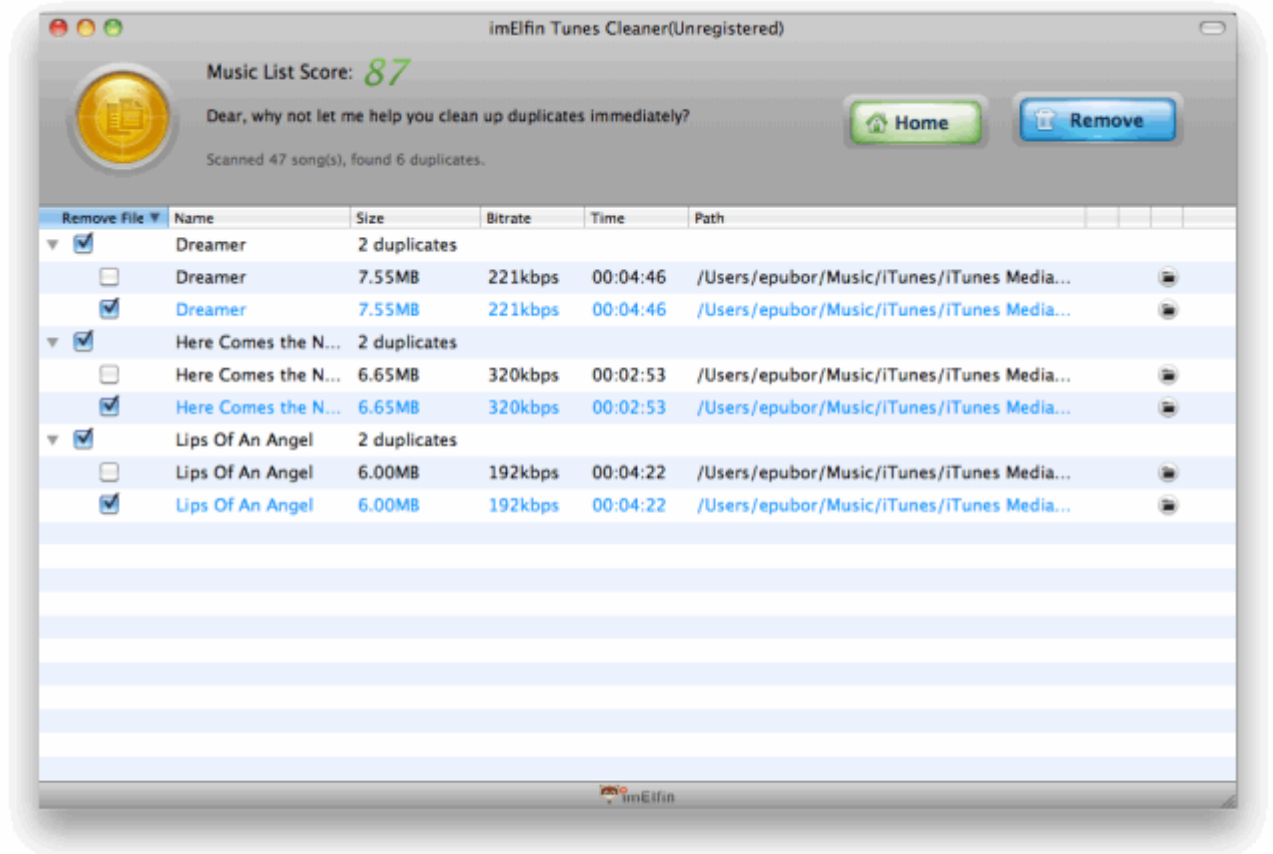 imElfin Tunes Cleaner(Unregistered)
Music List Score: 87
Dear, why not let me help you clean up duplicates immediately?
Home
Remove
Scanned 47 song(s), found 6 duplicates.
Remove File Name Size Bitrate Time Path
Dreamer 2 duplicates
Dreamer 7.55MB 221kbps 00:04:46 /Users/epubor/Music/iTunes/iTunes Media...
Dreamer 7.55MB 221kbps 00:04:46 /Users/epubor/Music/iTunes/iTunes Media...
Here Comes the N... 2 duplicates
Here Comes the N... 6.65MB 320kbps 00:02:53 /Users/epubor/Music/iTunes/iTunes Media...
Here Comes the N... 6.65MB 320kbps 00:02:53 /Users/epubor/Music/iTunes/iTunes Media...
Lips Of An Angel 2 duplicates
Lips Of An Angel 6.00MB 192kbps 00:04:22 /Users/epubor/Music/iTunes/iTunes Media...
Lips Of An Angel 6.00MB 192kbps 00:04:22 /Users/epubor/Music/iTunes/iTunes Media...
imElfin